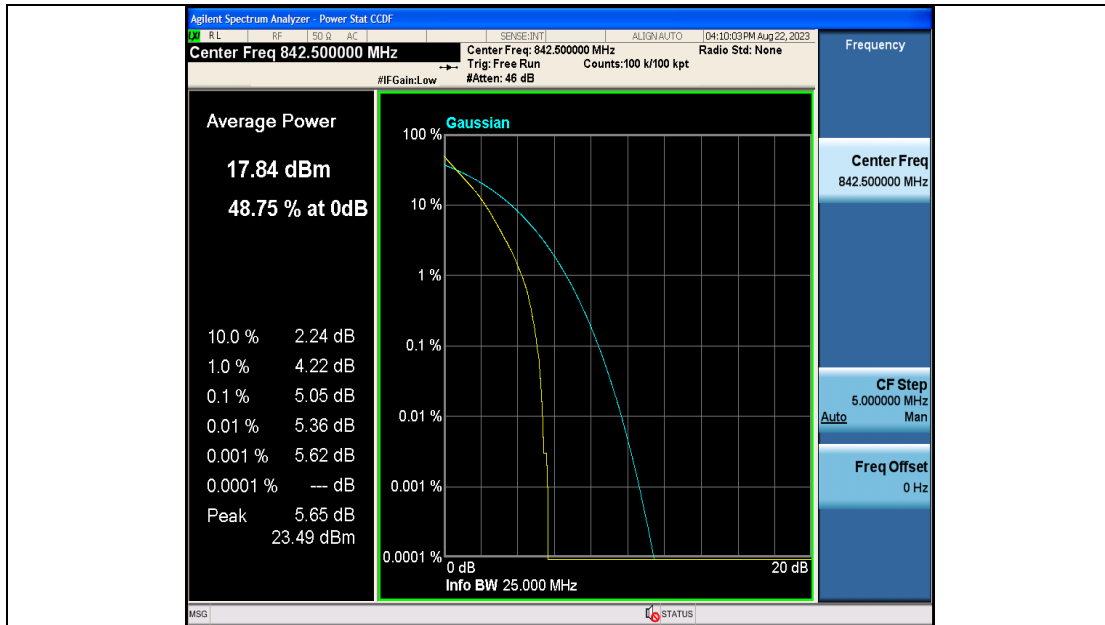 Agilent Spectrum Analyzer - Power Stat CCDF
LXI RL RF 50 Ω AC SENSE:INT ALIGN AUTO 04:10:03 PM Aug 22, 2023
Center Freq 842.500000 MHz
Center Freq: 842.500000 MHz Radio Std: None
Trig: Free Run Counts:100 k/100 kpt
#IFGain:Low #Atten: 46 dB
Frequency
Average Power
17.84 dBm
48.75 % at 0dB
10.0 % 2.24 dB
1.0 % 4.22 dB
0.1 % 5.05 dB
0.01 % 5.36 dB
0.001 % 5.62 dB
0.0001 % --- dB
Peak 5.65 dB
23.49 dBm
Gaussian
100 %
10 %
1 %
0.1 %
0.01 %
0.001 %
0.0001 %
0 dB 20 dB
Info BW 25.000 MHz
Center Freq
842.500000 MHz
CF Step
5.000000 MHz
Auto Man
Freq Offset
0 Hz
MSG STATUS